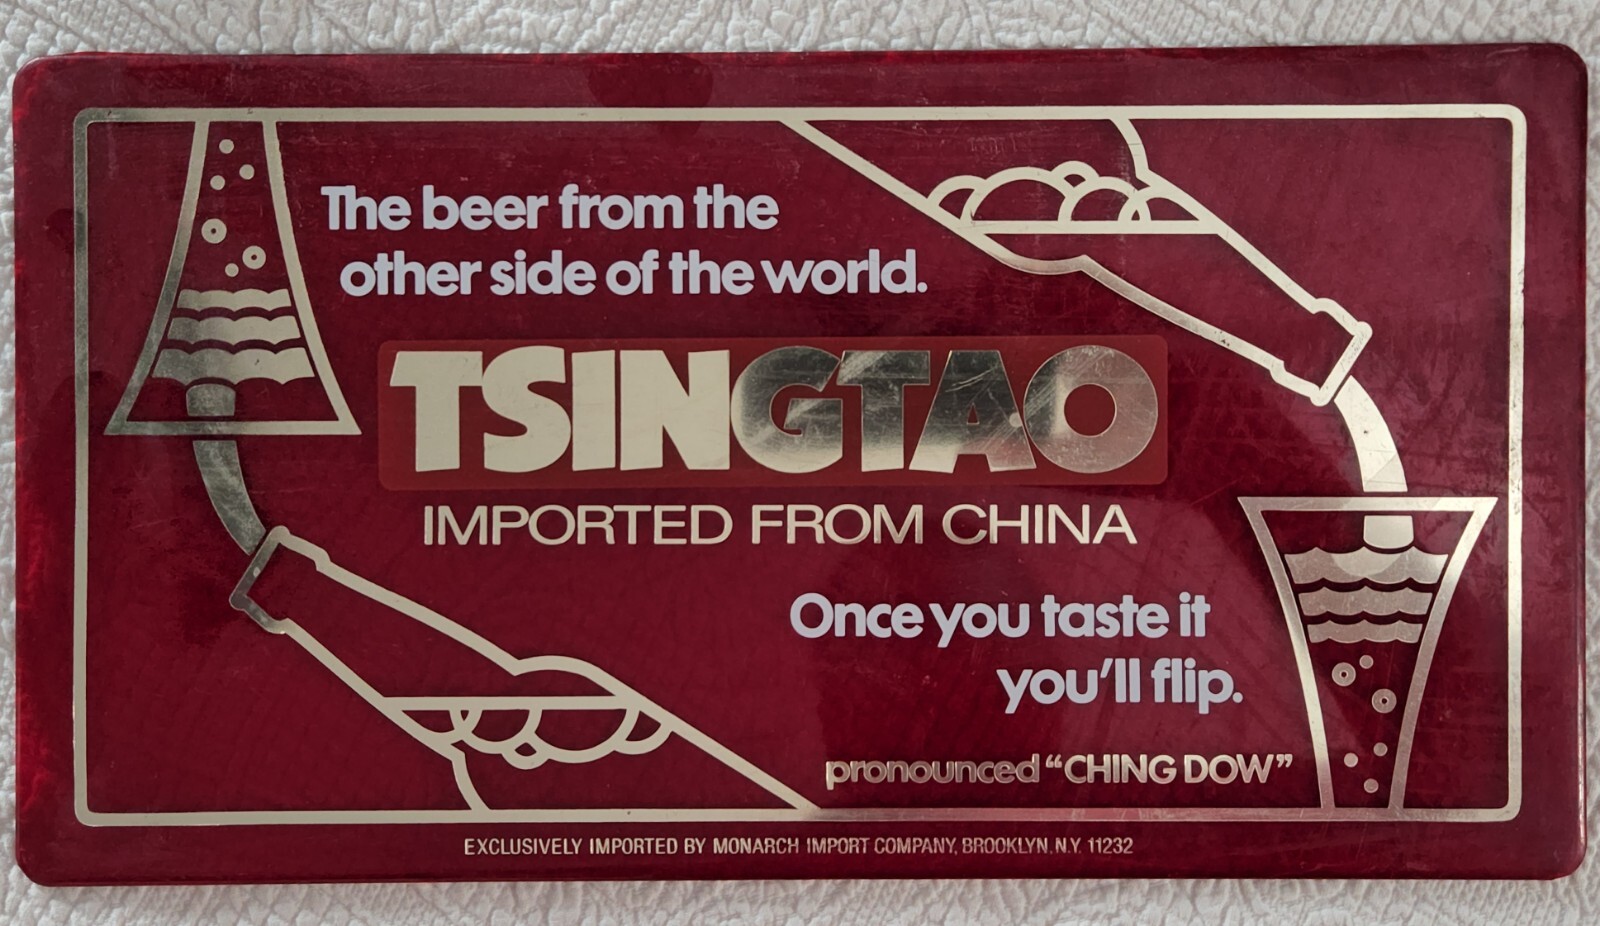 The beer from the
other side of the world.
TSINGTAO
IMPORTED FROM CHINA
Once you taste it
you'll flip.
pronounced “CHING DOW”
EXCLUSIVELY IMPORTED BY MONARCH IMPORT COMPANY, BROOKLYN, N.Y. 11232